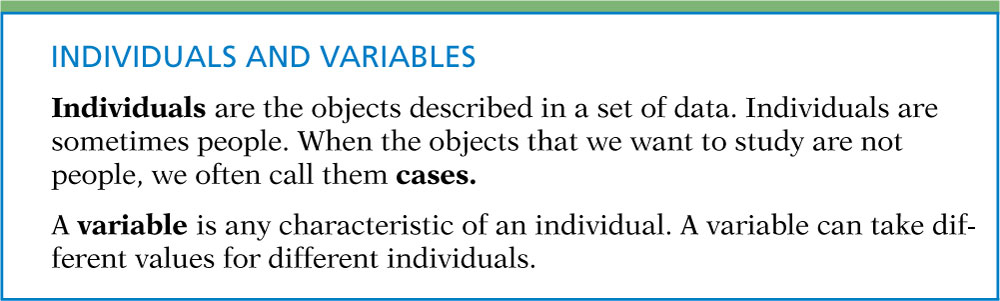 INDIVIDUALS AND VARIABLES
Individuals are the objects described in a set of data. Individuals are
sometimes people. When the objects that we want to study are not
people, we often call them cases.
A variable is any characteristic of an individual. A variable can take dif-
ferent values for different individuals.